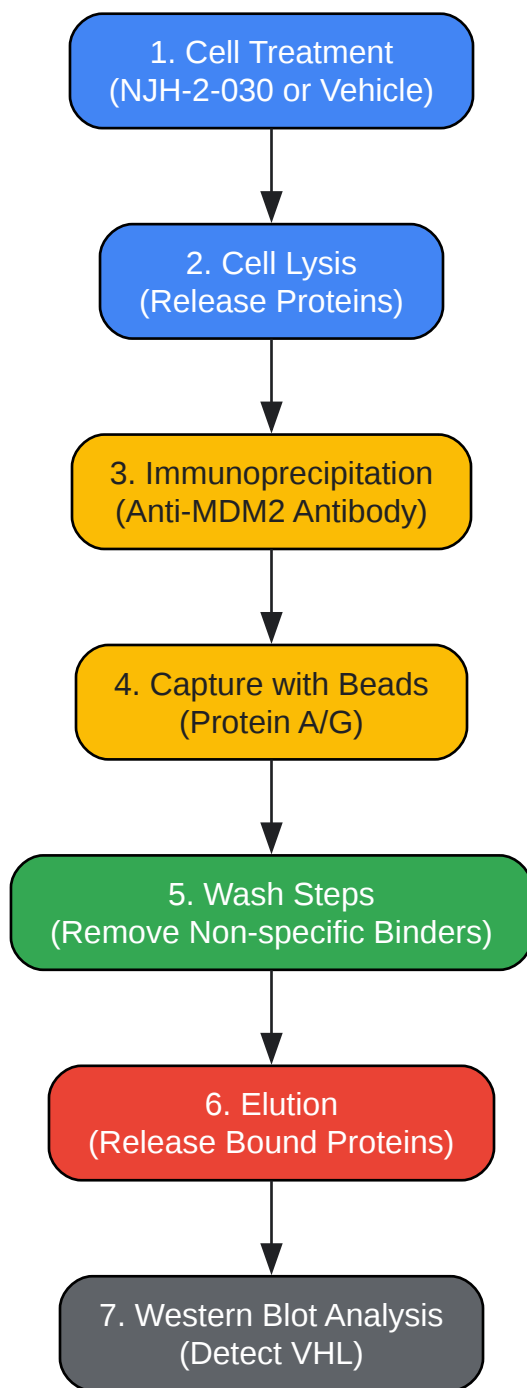 1. Cell Treatment
(NJH-2-030 or Vehicle)
2. Cell Lysis
(Release Proteins)
3. Immunoprecipitation
(Anti-MDM2 Antibody)
4. Capture with Beads
(Protein A/G)
5. Wash Steps
(Remove Non-specific Binders)
6. Elution
(Release Bound Proteins)
7. Western Blot Analysis
(Detect VHL)